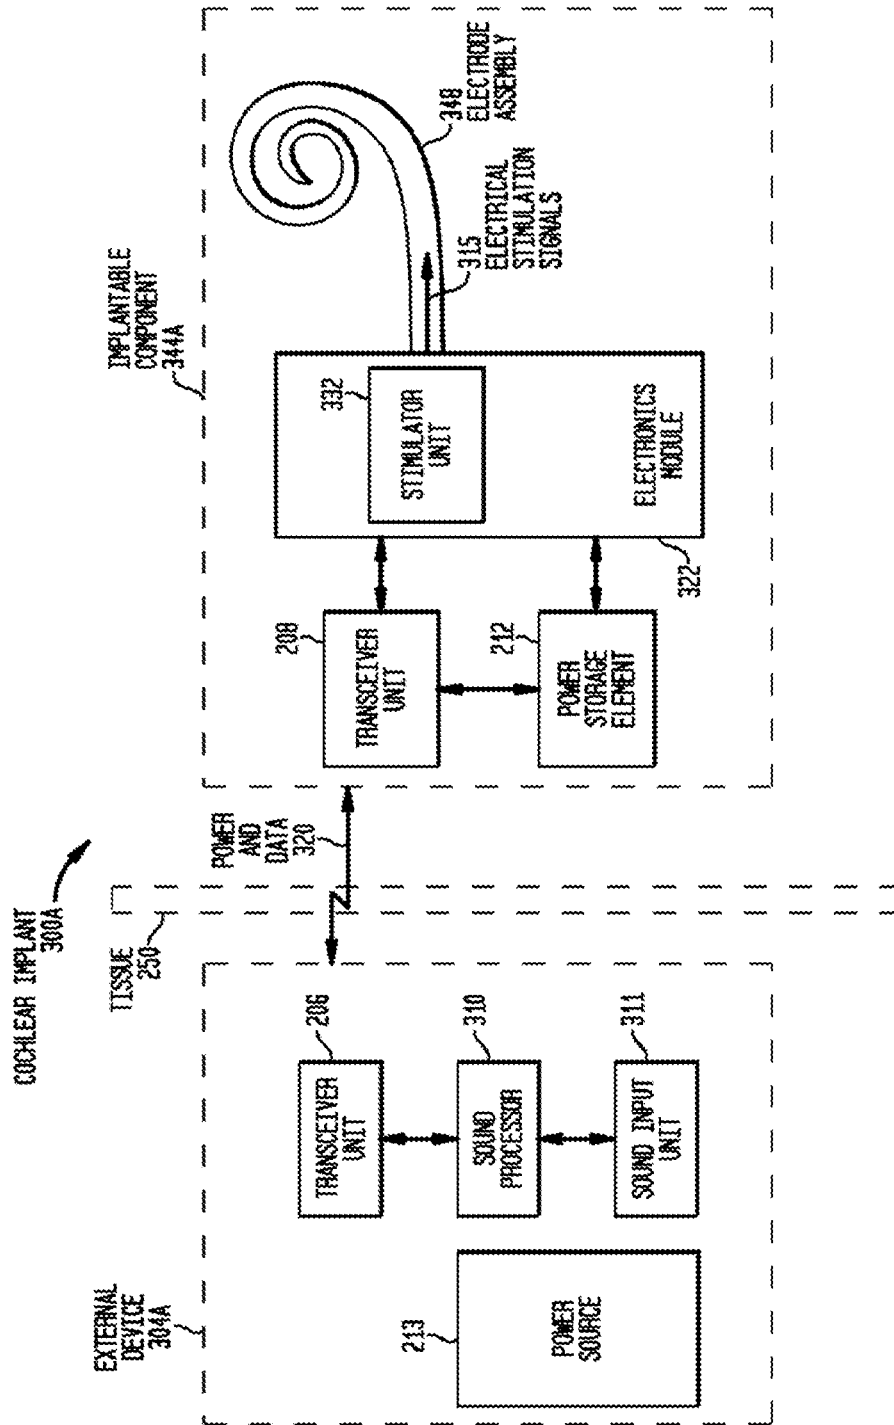 COCHLEAR IMPLANT
300A
EXTERNAL
DEVICE
304A
TISSUE
250
IMPLANTABLE
COMPONENT
344A
POWER
AND
DATA
320
213
POWER
SOURCE
206
TRANSCEIVER
UNIT
310
SOUND
PROCESSOR
311
SOUND INPUT
UNIT
208
TRANSCEIVER
UNIT
212
POWER
STORAGE
ELEMENT
332
STIMULATOR
UNIT
ELECTRONICS
MODULE
322
348
ELECTRODE
ASSEMBLY
315
ELECTRICAL
STIMULATION
SIGNALS